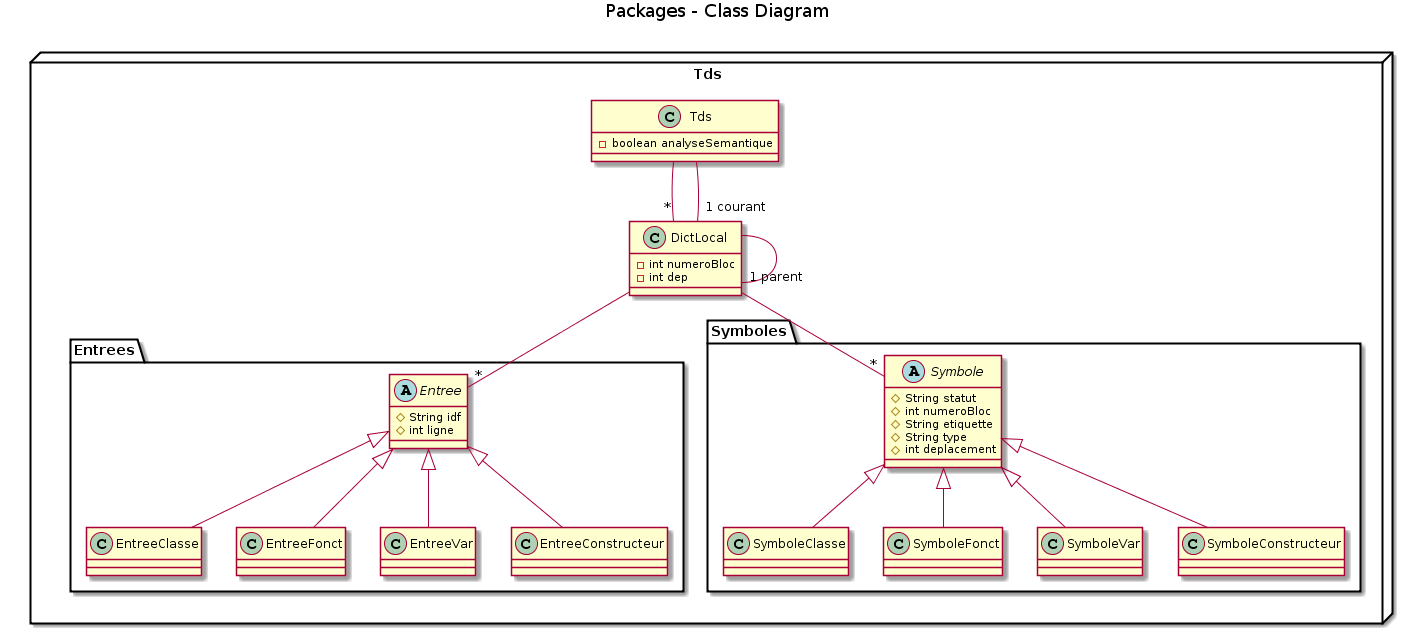 Packages - Class Diagram
Tds
C Tds
boolean analyseSemantique
*
1 courant
C DictLocal
int numeroBloc
int dep
1 parent
Entrees
*
A Entree
String idf
int ligne
C EntreeClasse
C EntreeFonct
C EntreeVar
C EntreeConstructeur
Symboles
*
A Symbole
String statut
int numeroBloc
String etiquette
String type
int deplacement
C SymboleClasse
C SymboleFonct
C SymboleVar
C SymboleConstructeur